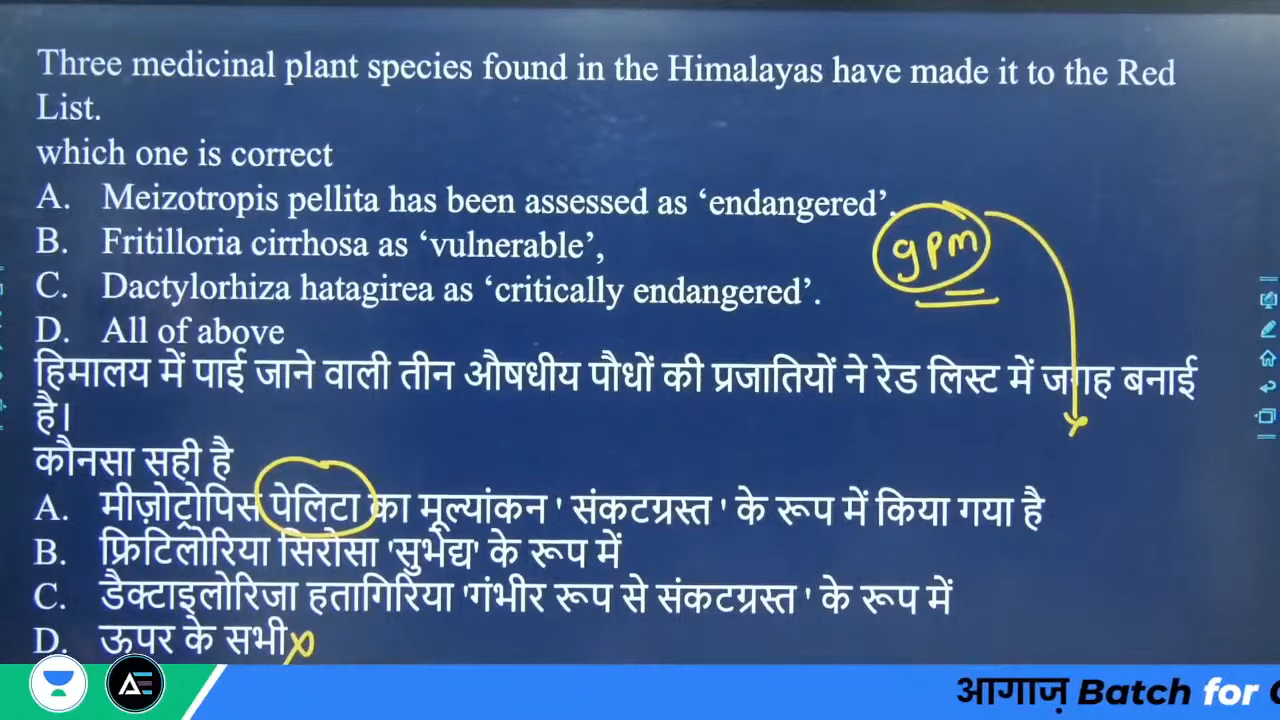 Three medicinal plant species found in the Himalayas have made it to the Red
List.
which one is correct
A. Meizotropis pellita has been assessed as ‘endangered’.
B. Fritilloria cirrhosa as ‘vulnerable’,
gpm
C. Dactylorhiza hatagirea as ‘critically endangered’.
D. All of above
हिमालय में पाई जाने वाली तीन औषधीय पौधों की प्रजातियों ने रेड लिस्ट में जगह बनाई
है।
कौनसा सही है
A. मीज़ोट्रोपिस पेलिटा का मूल्यांकन ' संकटग्रस्त ' के रूप में किया गया है
B. फ्रिटिलोरिया सिरोसा 'सुभेद्य' के रूप में
C. डैक्टाइलोरिजा हतागिरिया 'गंभीर रूप से संकटग्रस्त ' के रूप में
D. ऊपर के सभी
आगाज़ Batch for